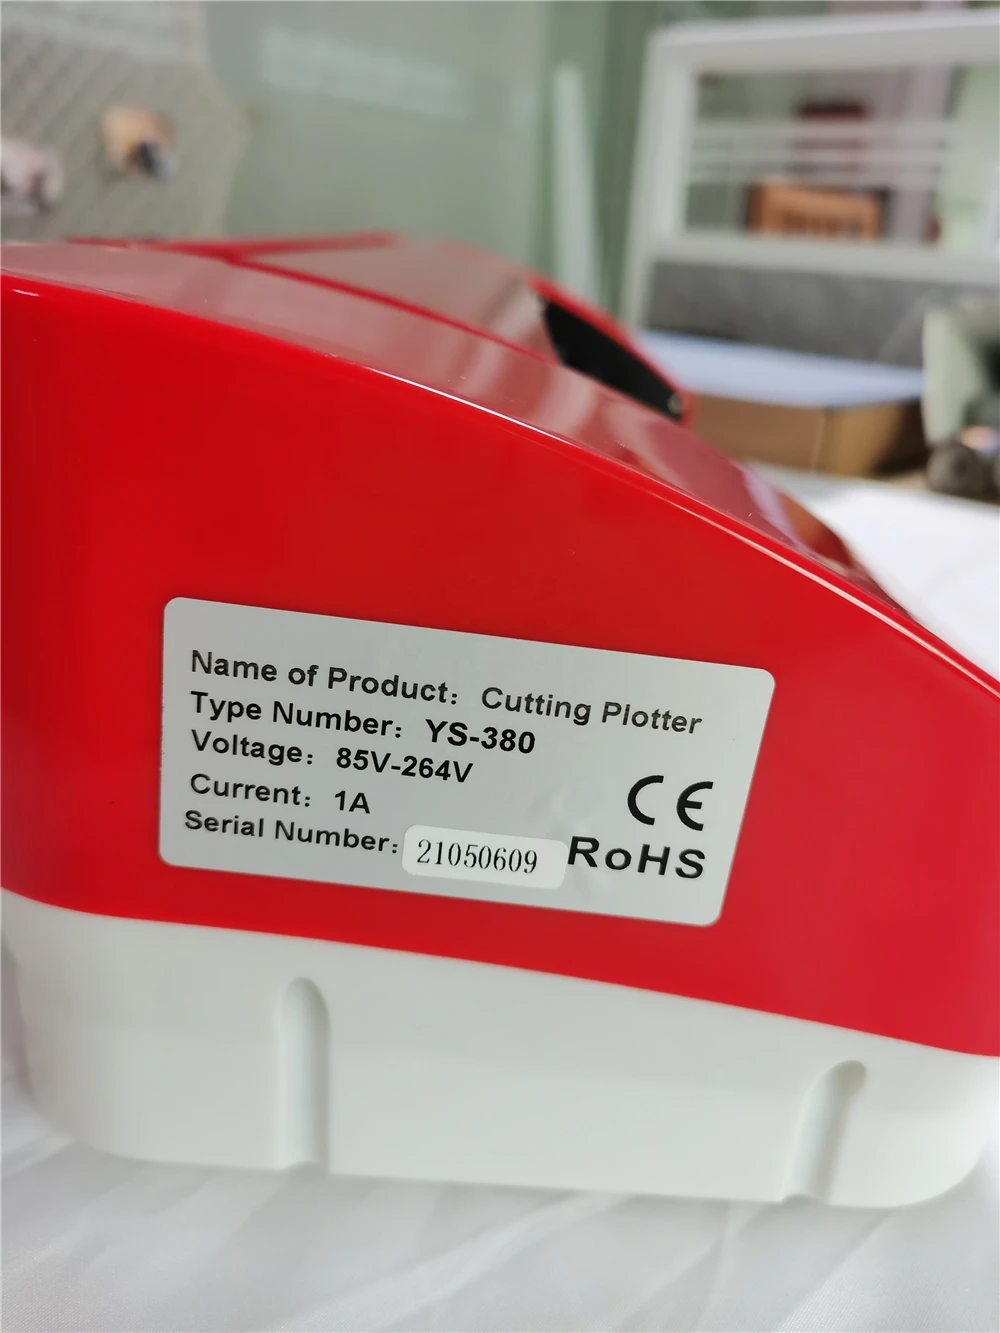 Name of Product： Cutting Plotter
Type Number： YS-380
Voltage： 85V-264V
Current： 1A
Serial Number： 21050609
CE
RoHS